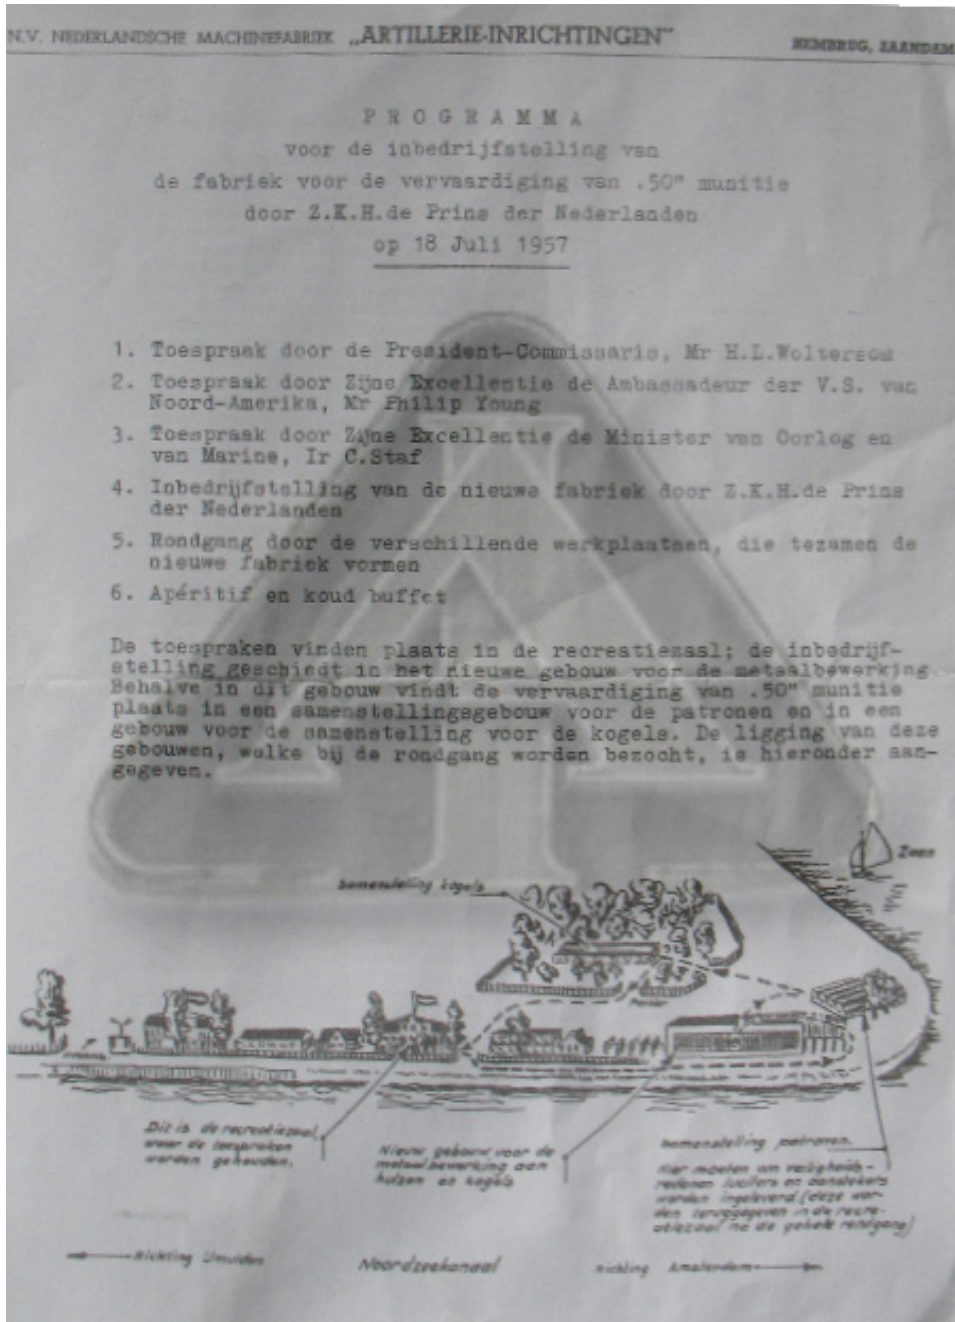 N.V. NEDERLANDSCHE MACHINEFABRIEK „ARTILLERIE-INRICHTINGEN” HEMBRUG, ZAANDAM
PROGRAMMA
voor de inbedrijfstelling van
de fabriek voor de vervaardiging van .50" munitie
door Z.K.H.de Prins der Nederlanden
op 18 Juli 1957
1. Toespraak door de President-Commissaris, Mr H.L.Woltersom
2. Toespraak door Zijne Excellentie de Ambassadeur der V.S. van
Noord-Amerika, Mr Philip Young
3. Toespraak door Zijne Excellentie de Minister van Oorlog en
van Marine, Ir C.Staf
4. Inbedrijfstelling van de nieuwe fabriek door Z.K.H.de Prins
der Nederlanden
5. Rondgang door de verschillende werkplaatsen, die tezamen de
nieuwe fabriek vormen
6. Apéritif en koud buffet
De toespraken vinden plaats in de recreatiezaal; de inbedrijf-
stelling geschiedt in het nieuwe gebouw voor de metaalbewerking.
Behalve in dit gebouw vindt de vervaardiging van .50" munitie
plaats in een samenstellingsgebouw voor de patronen en in een
gebouw voor de samenstelling voor de kogels. De ligging van deze
gebouwen, welke bij de rondgang worden bezocht, is hieronder aan-
gegeven.
Zaan
Samenstelling kogels
Dit is de recreatiezaal,
waar de toespraken
worden gehouden.
Nieuw gebouw voor de
metaalbewerking aan
hulzen en kogels
Samenstelling patronen.
Hier moeten om veiligheids-
redenen lucifers en aanstekers
worden ingeleverd (deze wor-
den teruggegeven in de recre-
atiezaal na de gehele rondgang)
Richting IJmuiden
Noordzeekanaal
richting Amsterdam